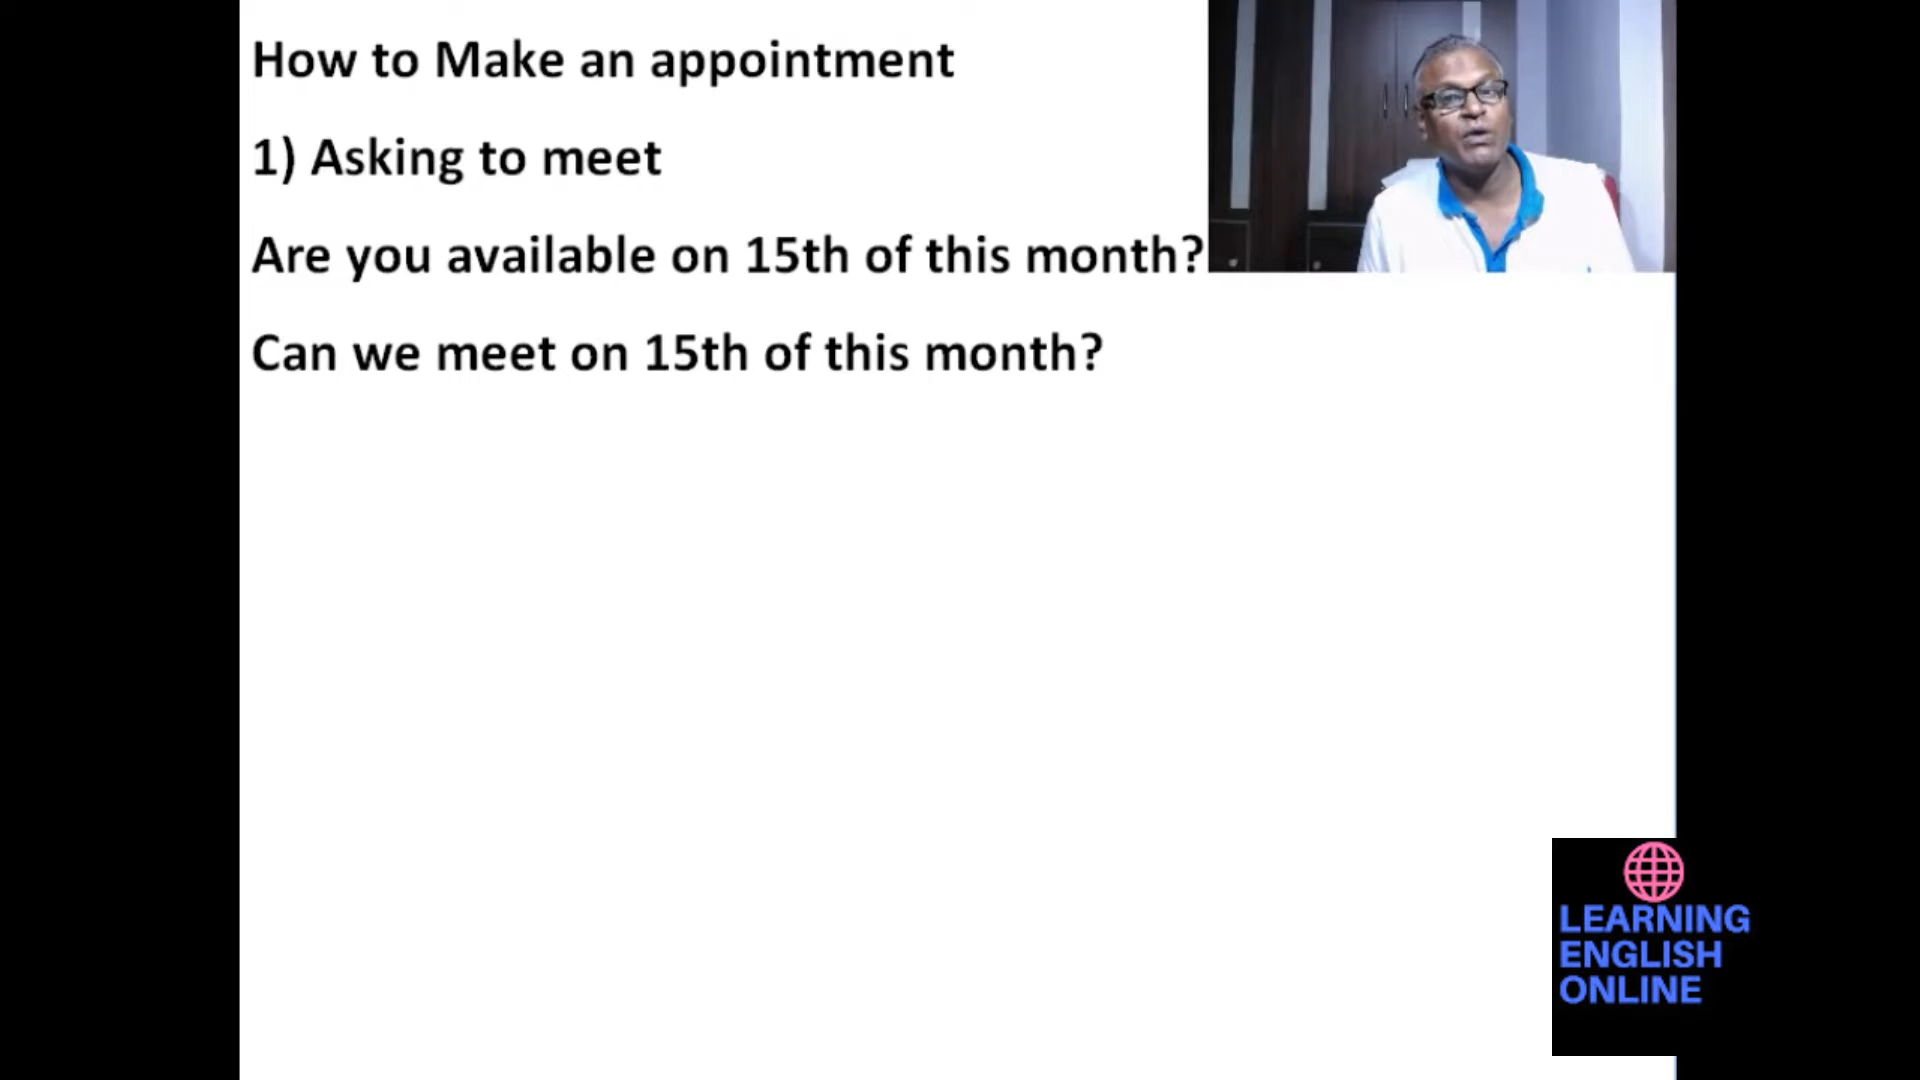 How to Make an appointment
1) Asking to meet
Are you available on 15th of this month?
Can we meet on 15th of this month?
LEARNING
ENGLISH
ONLINE